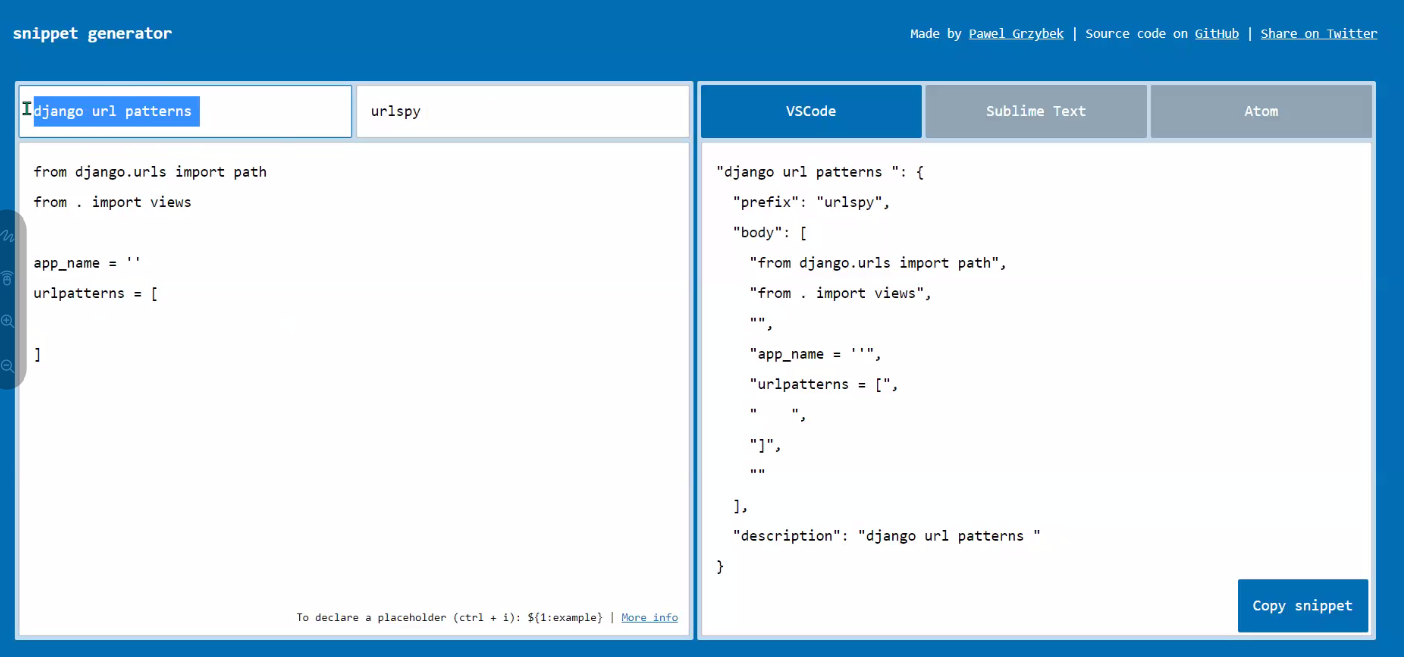 snippet generator
Made by Pawel Grzybek | Source code on GitHub | Share on Twitter
django url patterns
urlspy
from django.urls import path
from . import views
app_name = ''
urlpatterns = [
]
To declare a placeholder (ctrl + i): ${1:example} | More info
VSCode
Sublime Text
Atom
"django url patterns ": {
  "prefix": "urlspy",
  "body": [
    "from django.urls import path",
    "from . import views",
    "",
    "app_name = ''",
    "urlpatterns = [",
    "    ",
    "]",
    ""
  ],
  "description": "django url patterns "
}
Copy snippet